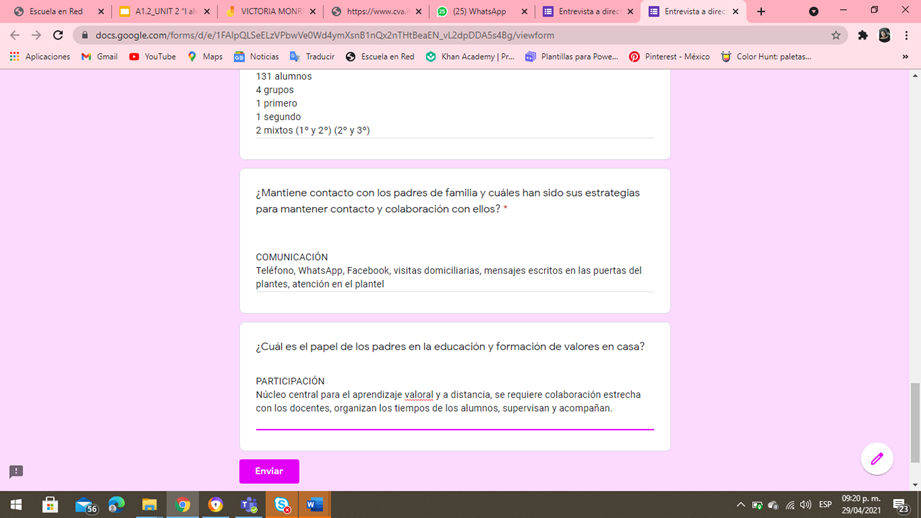 Escuela en Red
A1.2_UNIT 2 "I al
VICTORIA MONRA
https://www.cva.i
(25) WhatsApp
Entrevista a direc
Entrevista a direc
docs.google.com/forms/d/e/1FAIpQLSeELzVPbwVe0Wd4ymXsnB1nQx2nTHtBeaEN_vL2dpDDA5s4Bg/viewform
Aplicaciones
Gmail
YouTube
Maps
Noticias
Traducir
Escuela en Red
Khan Academy | Pr...
Plantillas para Powe...
Pinterest - México
Color Hunt: paletas...
131 alumnos
4 grupos
1 primero
1 segundo
2 mixtos (1º y 2º) (2º y 3º)
¿Mantiene contacto con los padres de familia y cuáles han sido sus estrategias
para mantener contacto y colaboración con ellos? *
COMUNICACIÓN
Teléfono, WhatsApp, Facebook, visitas domiciliarias, mensajes escritos en las puertas del
plantes, atención en el plantel
¿Cuál es el papel de los padres en la educación y formación de valores en casa?
PARTICIPACIÓN
Núcleo central para el aprendizaje valoral y a distancia, se requiere colaboración estrecha
con los docentes, organizan los tiempos de los alumnos, supervisan y acompañan.
Enviar
56
ESP
09:20 p. m.
29/04/2021
23